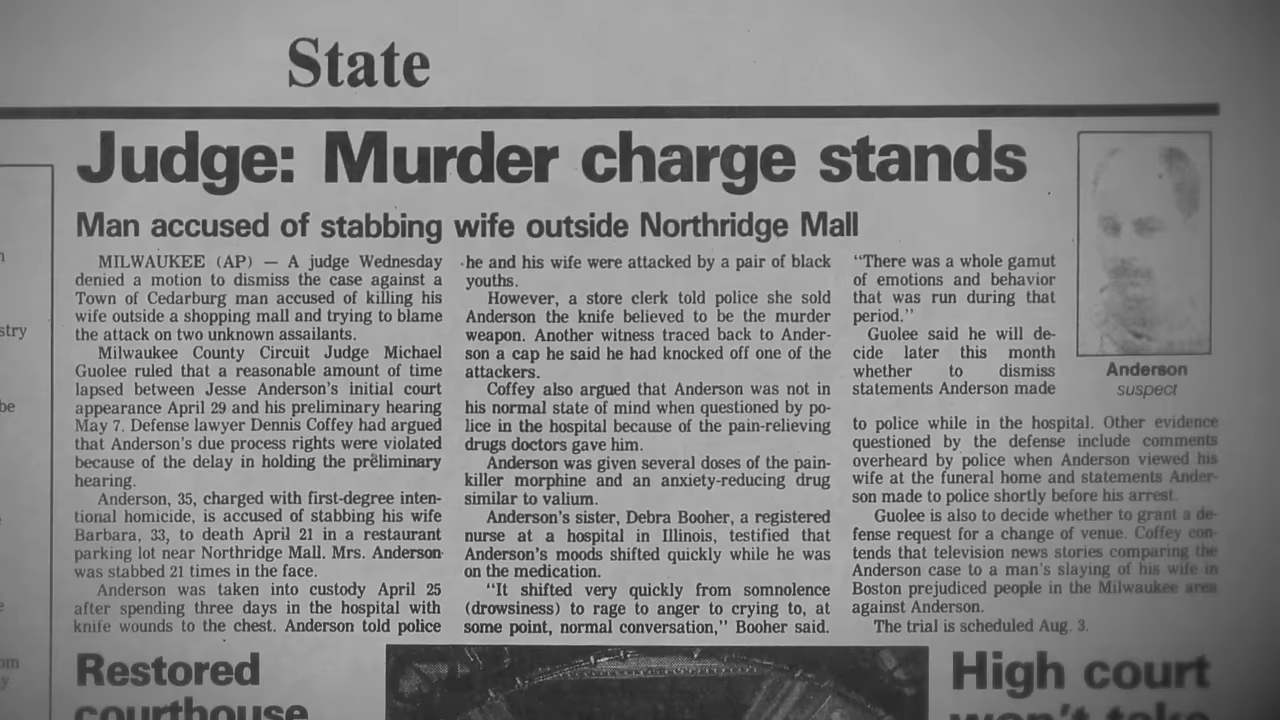 State
Judge: Murder charge stands
Man accused of stabbing wife outside Northridge Mall
MILWAUKEE (AP) — A judge Wednesday
denied a motion to dismiss the case against a
Town of Cedarburg man accused of killing his
wife outside a shopping mall and trying to blame
the attack on two unknown assailants.
Milwaukee County Circuit Judge Michael
Guolee ruled that a reasonable amount of time
lapsed between Jesse Anderson's initial court
appearance April 29 and his preliminary hearing
May 7. Defense lawyer Dennis Coffey had argued
that Anderson's due process rights were violated
because of the delay in holding the preliminary
hearing.
Anderson, 35, charged with first-degree inten-
tional homicide, is accused of stabbing his wife
Barbara, 33, to death April 21 in a restaurant
parking lot near Northridge Mall. Mrs. Anderson
was stabbed 21 times in the face.
Anderson was taken into custody April 25
after spending three days in the hospital with
knife wounds to the chest. Anderson told police
he and his wife were attacked by a pair of black
youths.
However, a store clerk told police she sold
Anderson the knife believed to be the murder
weapon. Another witness traced back to Ander-
son a cap he said he had knocked off one of the
attackers.
Coffey also argued that Anderson was not in
his normal state of mind when questioned by po-
lice in the hospital because of the pain-relieving
drugs doctors gave him.
Anderson was given several doses of the pain-
killer morphine and an anxiety-reducing drug
similar to valium.
Anderson's sister, Debra Booher, a registered
nurse at a hospital in Illinois, testified that
Anderson's moods shifted quickly while he was
on the medication.
"It shifted very quickly from somnolence
(drowsiness) to rage to anger to crying to, at
some point, normal conversation," Booher said.
"There was a whole gamut
of emotions and behavior
that was run during that
period."
Guolee said he will de-
cide later this month
whether to dismiss
statements Anderson made
to police while in the hospital. Other evidence
questioned by the defense include comments
overheard by police when Anderson viewed his
wife at the funeral home and statements Ander-
son made to police shortly before his arrest.
Guolee is also to decide whether to grant a de-
fense request for a change of venue. Coffey con-
tends that television news stories comparing the
Anderson case to a man's slaying of his wife in
Boston prejudiced people in the Milwaukee area
against Anderson.
The trial is scheduled Aug. 3.
Anderson
suspect
stry
be
Restored
courthouse
High court
won't take